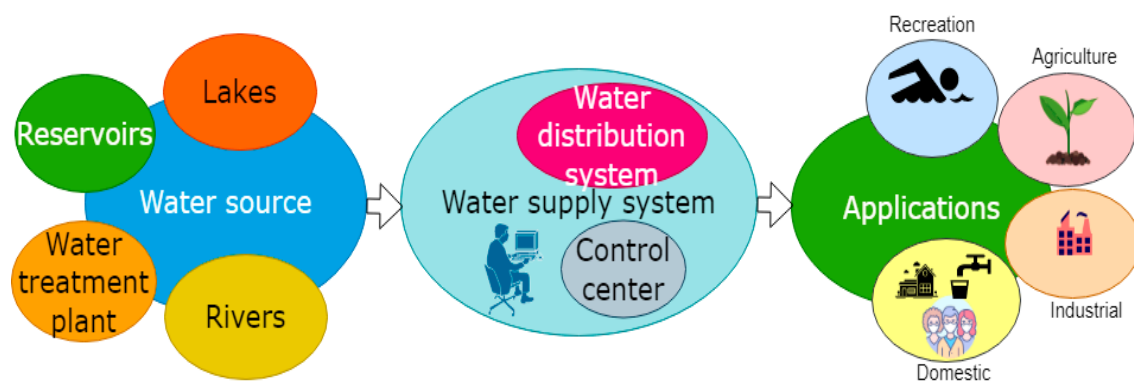 Lakes
Reservoirs
Water source
Water
treatment
plant
Rivers
Water
distribution
system
Water supply system
Control
center
Recreation
Agriculture
Applications
Industrial
Domestic